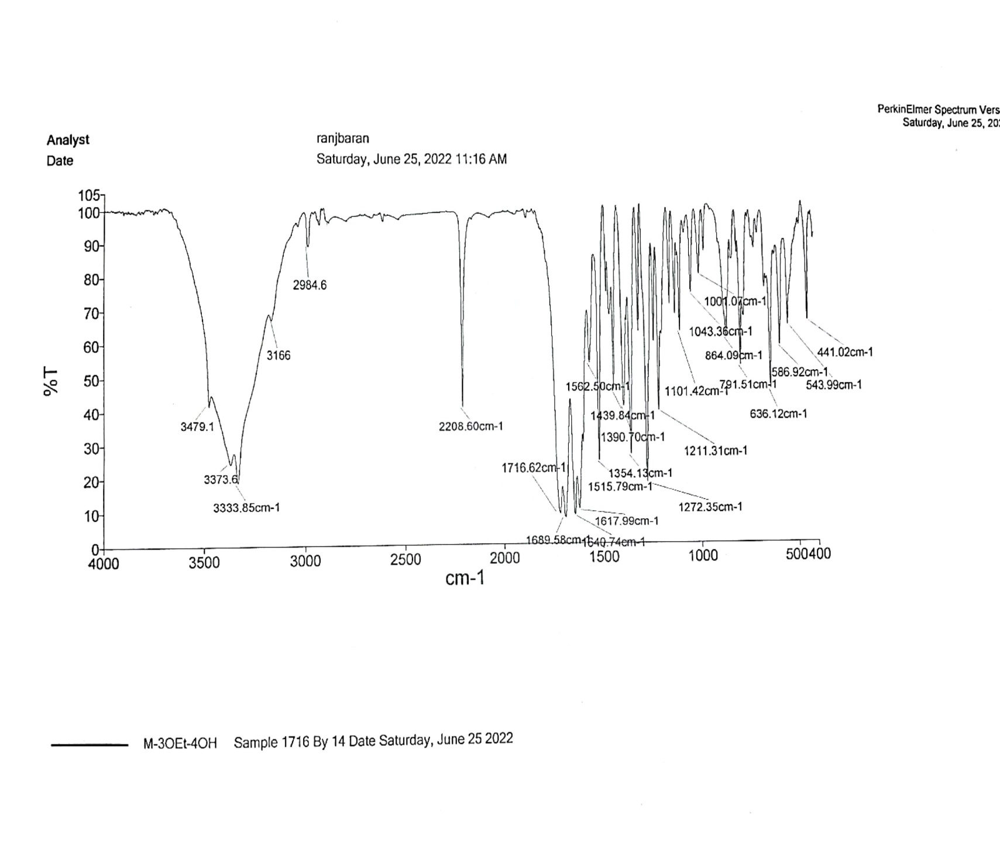 PerkinElmer Spectrum Vers
Saturday, June 25, 20
Analyst ranjbaran
Date Saturday, June 25, 2022 11:16 AM
105
100
90
80
70
60
50
40
30
20
10
0
%T
4000 3500 3000 2500 2000 1500 1000 500 400
cm-1
3479.1
3373.6
3333.85cm-1
3166
2984.6
2208.60cm-1
1716.62cm-1
1689.58cm-1
1640.74cm-1
1617.99cm-1
1562.50cm-1
1515.79cm-1
1439.84cm-1
1390.70cm-1
1354.13cm-1
1272.35cm-1
1211.31cm-1
1101.42cm-1
1043.36cm-1
1001.07cm-1
864.09cm-1
791.51cm-1
636.12cm-1
586.92cm-1
543.99cm-1
441.02cm-1
M-3OEt-4OH Sample 1716 By 14 Date Saturday, June 25 2022